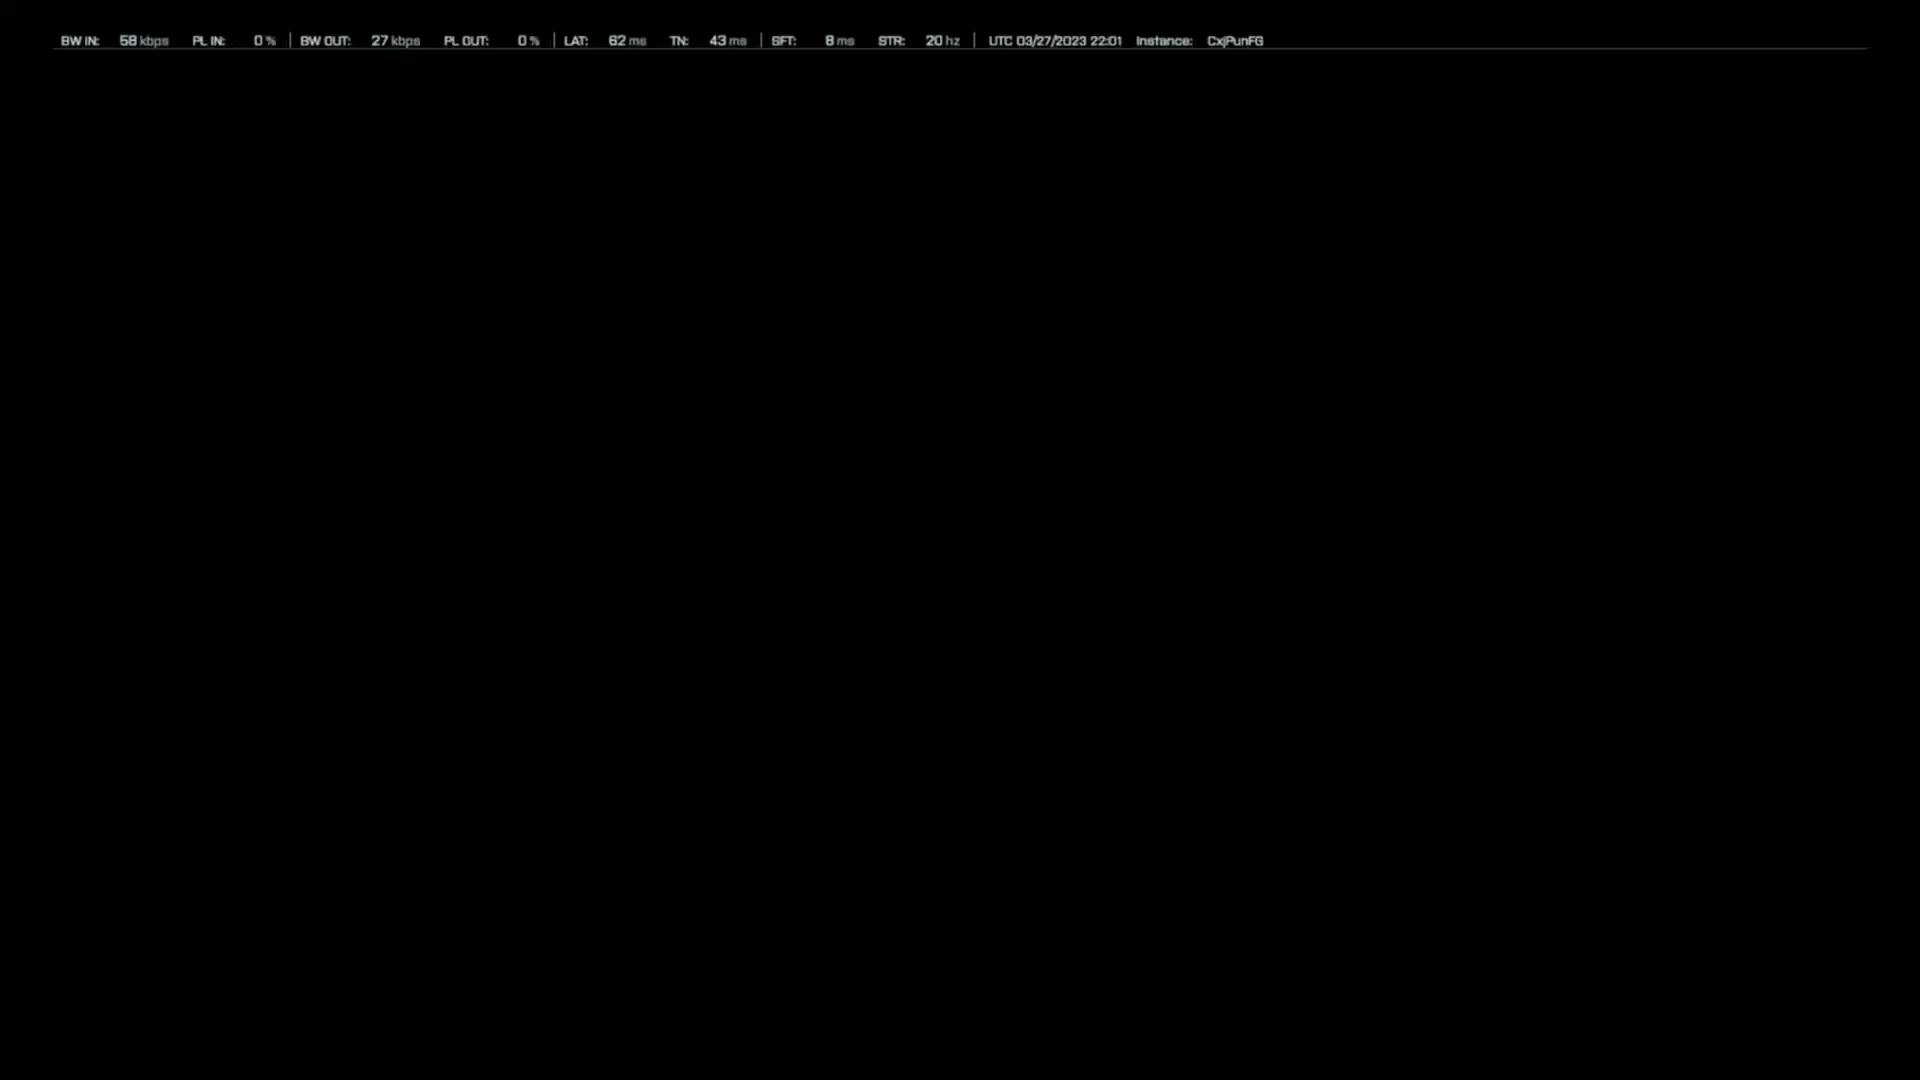 BW IN: 58 kbps PL IN: 0 % | BW OUT: 27 kbps PL OUT: 0 % | LAT: 62 ms TN: 43 ms | SFT: 8 ms STR: 20 hz | UTC 03/27/2023 22:01 Instance: CxjPunFG